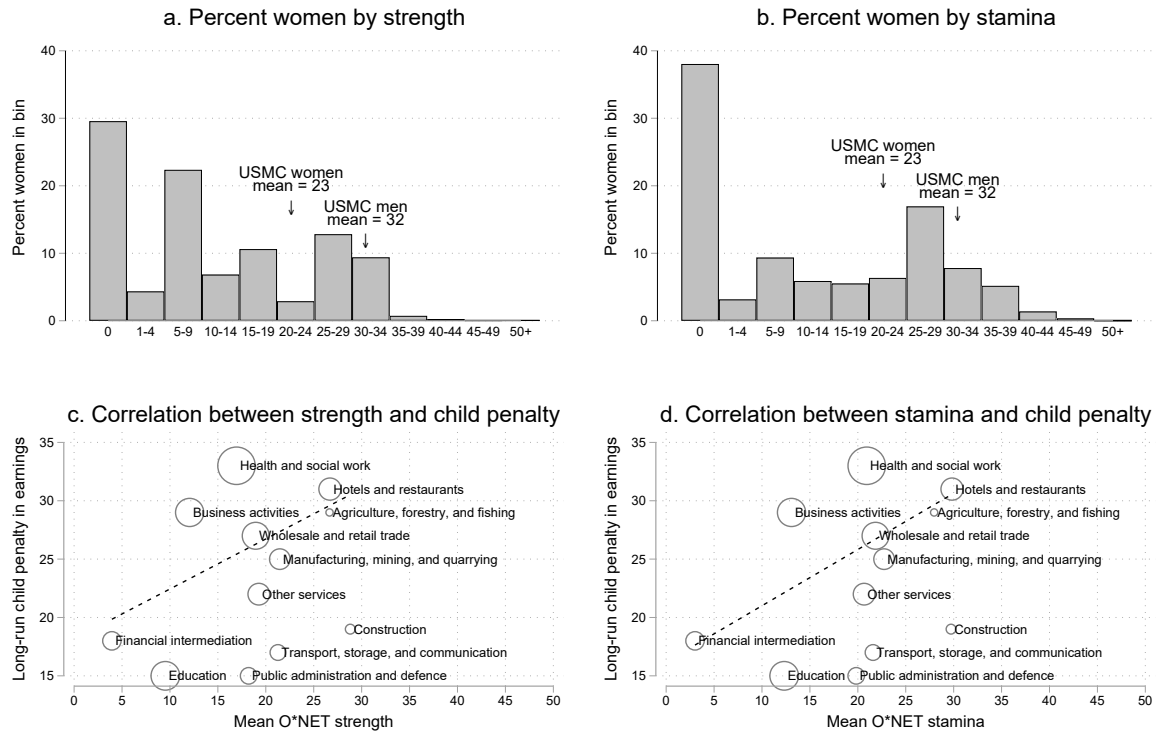 a. Percent women by strength
Percent women in bin
40
30
20
10
0
USMC women
mean = 23
USMC men
mean = 32
0 1-4 5-9 10-14 15-19 20-24 25-29 30-34 35-39 40-44 45-49 50+
b. Percent women by stamina
Percent women in bin
40
30
20
10
0
USMC women
mean = 23
USMC men
mean = 32
0 1-4 5-9 10-14 15-19 20-24 25-29 30-34 35-39 40-44 45-49 50+
c. Correlation between strength and child penalty
Long-run child penalty in earnings
35
30
25
20
15
Health and social work
Hotels and restaurants
Business activities
Agriculture, forestry, and fishing
Wholesale and retail trade
Manufacturing, mining, and quarrying
Other services
Construction
Financial intermediation
Transport, storage, and communication
Education
Public administration and defence
0 5 10 15 20 25 30 35 40 45 50
Mean O*NET strength
d. Correlation between stamina and child penalty
Long-run child penalty in earnings
35
30
25
20
15
Health and social work
Hotels and restaurants
Business activities
Agriculture, forestry, and fishing
Wholesale and retail trade
Manufacturing, mining, and quarrying
Other services
Construction
Financial intermediation
Transport, storage, and communication
Education
Public administration and defence
0 5 10 15 20 25 30 35 40 45 50
Mean O*NET stamina